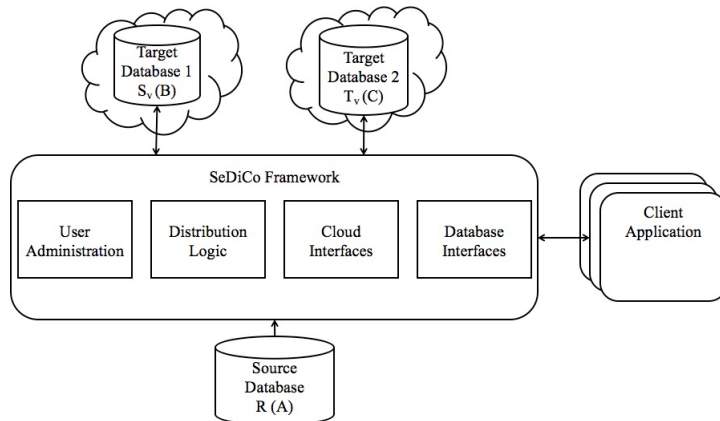 Target
Database 1
Sᵥ (B)
Target
Database 2
Tᵥ (C)
SeDiCo Framework
User
Administration
Distribution
Logic
Cloud
Interfaces
Database
Interfaces
Client
Application
Source
Database
R (A)